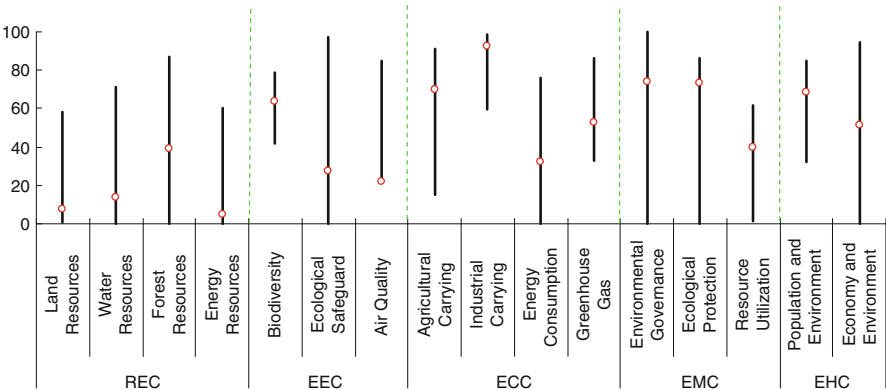 100
80
60
40
20
0
Land
Resources
Water
Resources
Forest
Resources
Energy
Resources
Biodiversity
Ecological
Safeguard
Air Quality
Agricultural
Carrying
Industrial
Carrying
Energy
Consumption
Greenhouse
Gas
Environmental
Governance
Ecological
Protection
Resource
Utilization
Population and
Environment
Economy and
Environment
REC
EEC
ECC
EMC
EHC